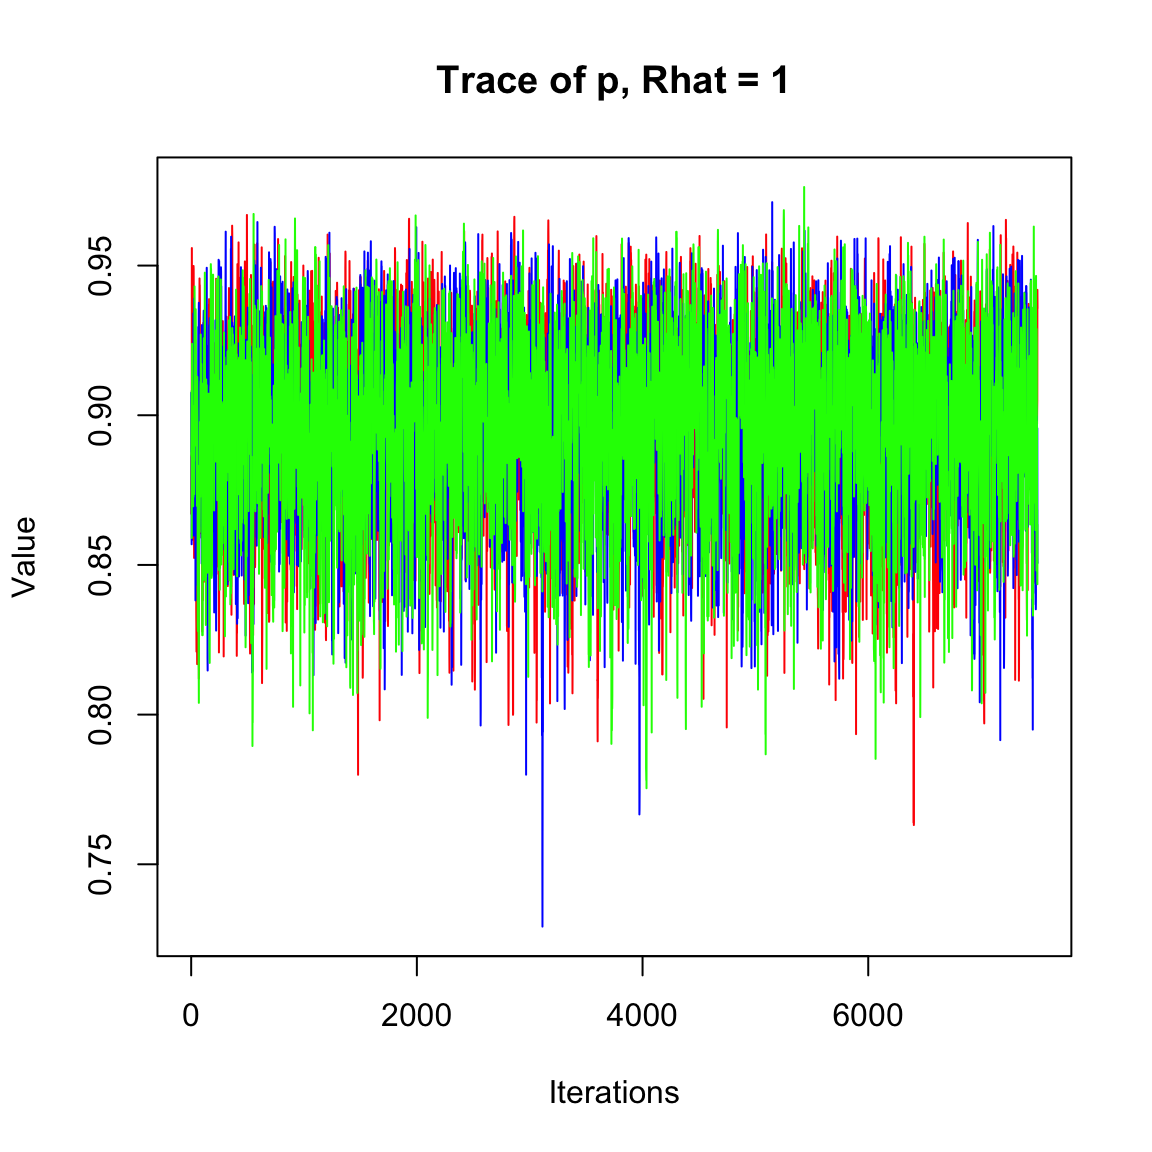 Trace of p, Rhat = 1
0.95
0.90
0.85
0.80
0.75
Value
0 2000 4000 6000
Iterations